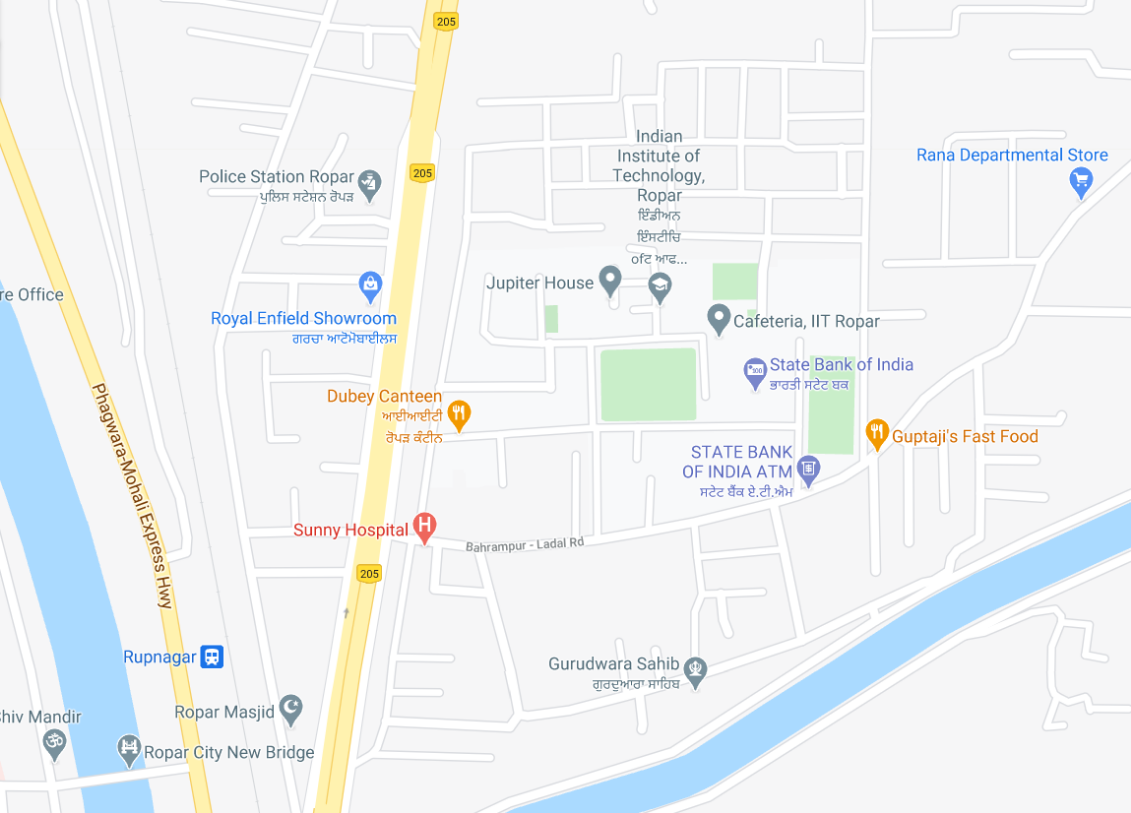 205
Indian
Institute of
Technology,
Ropar
ਇੰਡੀਅਨ
ਇੰਸਟੀਚਿ
ਆਫ...
Rana Departmental Store
205
Police Station Ropar
ਪੁਲਿਸ ਸਟੇਸ਼ਨ ਰੋਪੜ
Jupiter House
re Office
Royal Enfield Showroom
ਗਰਚਾ ਆਟੋਮੋਬਾਈਲਸ
Cafeteria, IIT Ropar
State Bank of India
ਭਾਰਤੀ ਸਟੇਟ ਬਕ
Dubey Canteen
ਆਈਆਈਟੀ
ਰੋਪੜ ਕੰਟੀਨ
Guptaji's Fast Food
STATE BANK
OF INDIA ATM
ਸਟੇਟ ਬੈਂਕ ਏ.ਟੀ.ਐਮ
Phagwara-Mohali Express Hwy
Sunny Hospital
Bahrampur - Ladal Rd
205
Rupnagar
Gurudwara Sahib
ਗੁਰਦੁਆਰਾ ਸਾਹਿਬ
Ropar Masjid
Shiv Mandir
Ropar City New Bridge